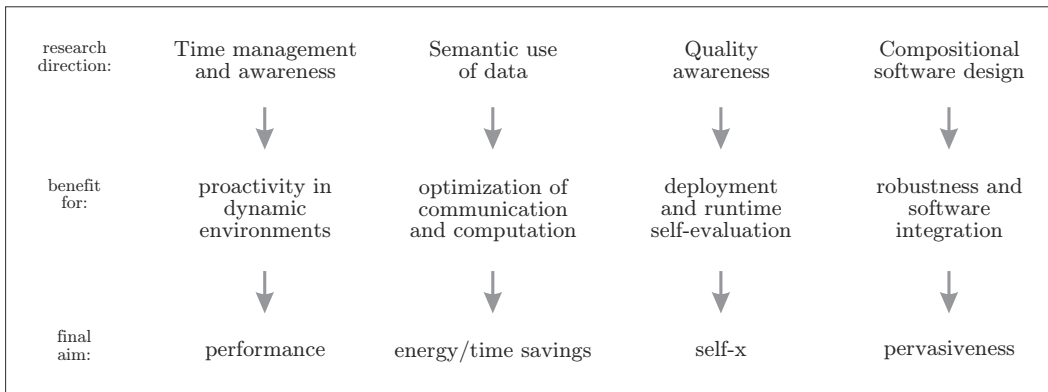 research
direction:
Time management
and awareness
Semantic use
of data
Quality
awareness
Compositional
software design
benefit
for:
proactivity in
dynamic
environments
optimization of
communication
and computation
deployment
and runtime
self-evaluation
robustness and
software
integration
final
aim:
performance
energy/time savings
self-x
pervasiveness